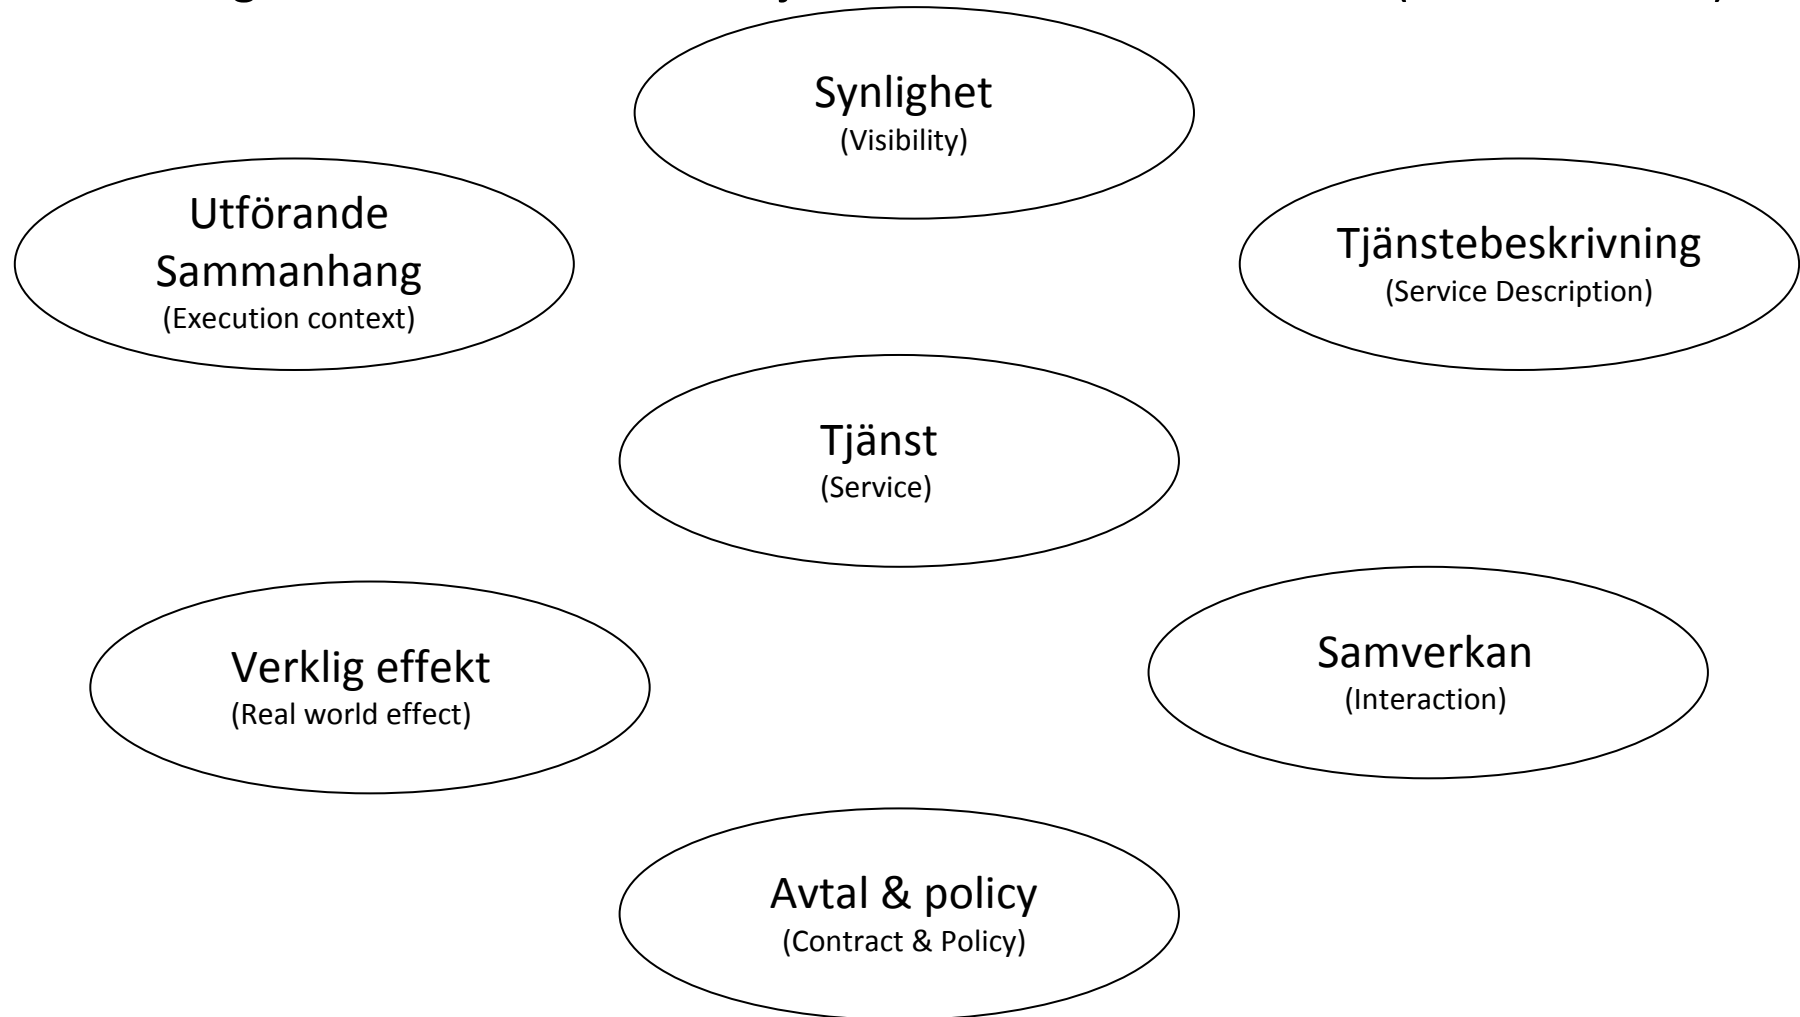 Synlighet
(Visibility)
Utförande
Sammanhang
(Execution context)
Tjänstebeskrivning
(Service Description)
Tjänst
(Service)
Verklig effekt
(Real world effect)
Samverkan
(Interaction)
Avtal & policy
(Contract & Policy)